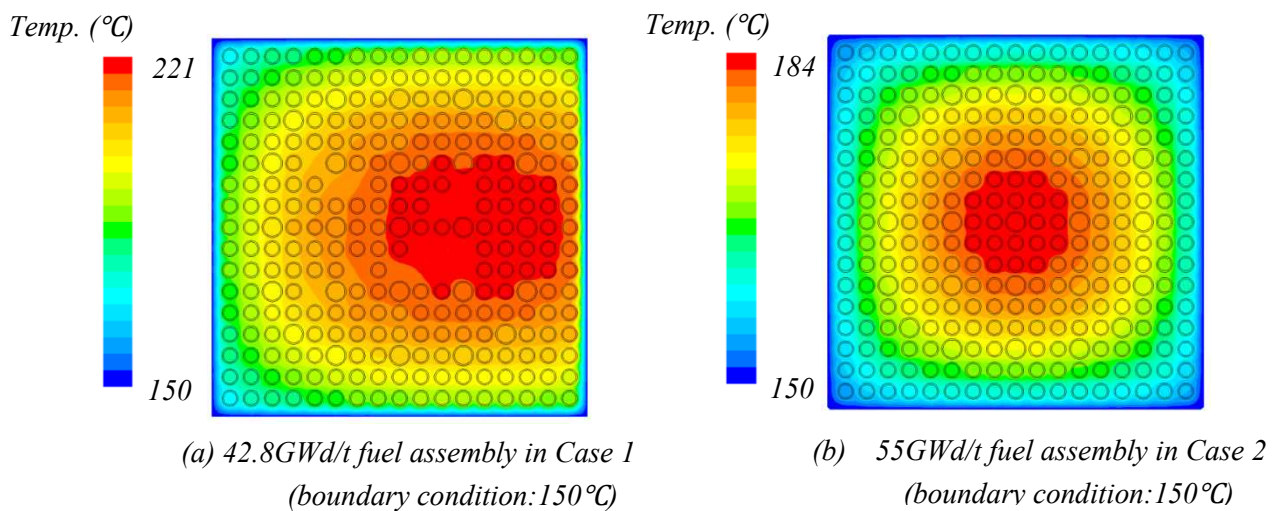 Temp. (℃)
221
150
(a) 42.8GWd/t fuel assembly in Case 1
(boundary condition:150℃)
Temp. (℃)
184
150
(b) 55GWd/t fuel assembly in Case 2
(boundary condition:150℃)